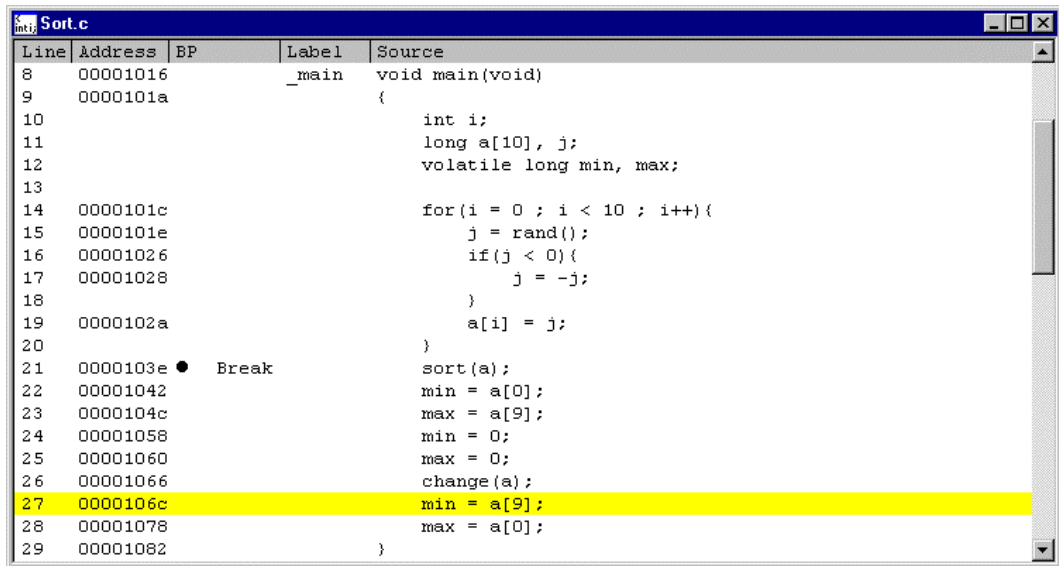 Sort.c
Line Address BP Label Source
8 00001016 _main void main(void)
9 0000101a {
10 int i;
11 long a[10], j;
12 volatile long min, max;
13
14 0000101c for(i = 0 ; i < 10 ; i++){
15 0000101e j = rand();
16 00001026 if(j < 0){
17 00001028 j = -j;
18 }
19 0000102a a[i] = j;
20 }
21 0000103e ● Break sort(a);
22 00001042 min = a[0];
23 0000104c max = a[9];
24 00001058 min = 0;
25 00001060 max = 0;
26 00001066 change(a);
27 0000106c min = a[9];
28 00001078 max = a[0];
29 00001082 }